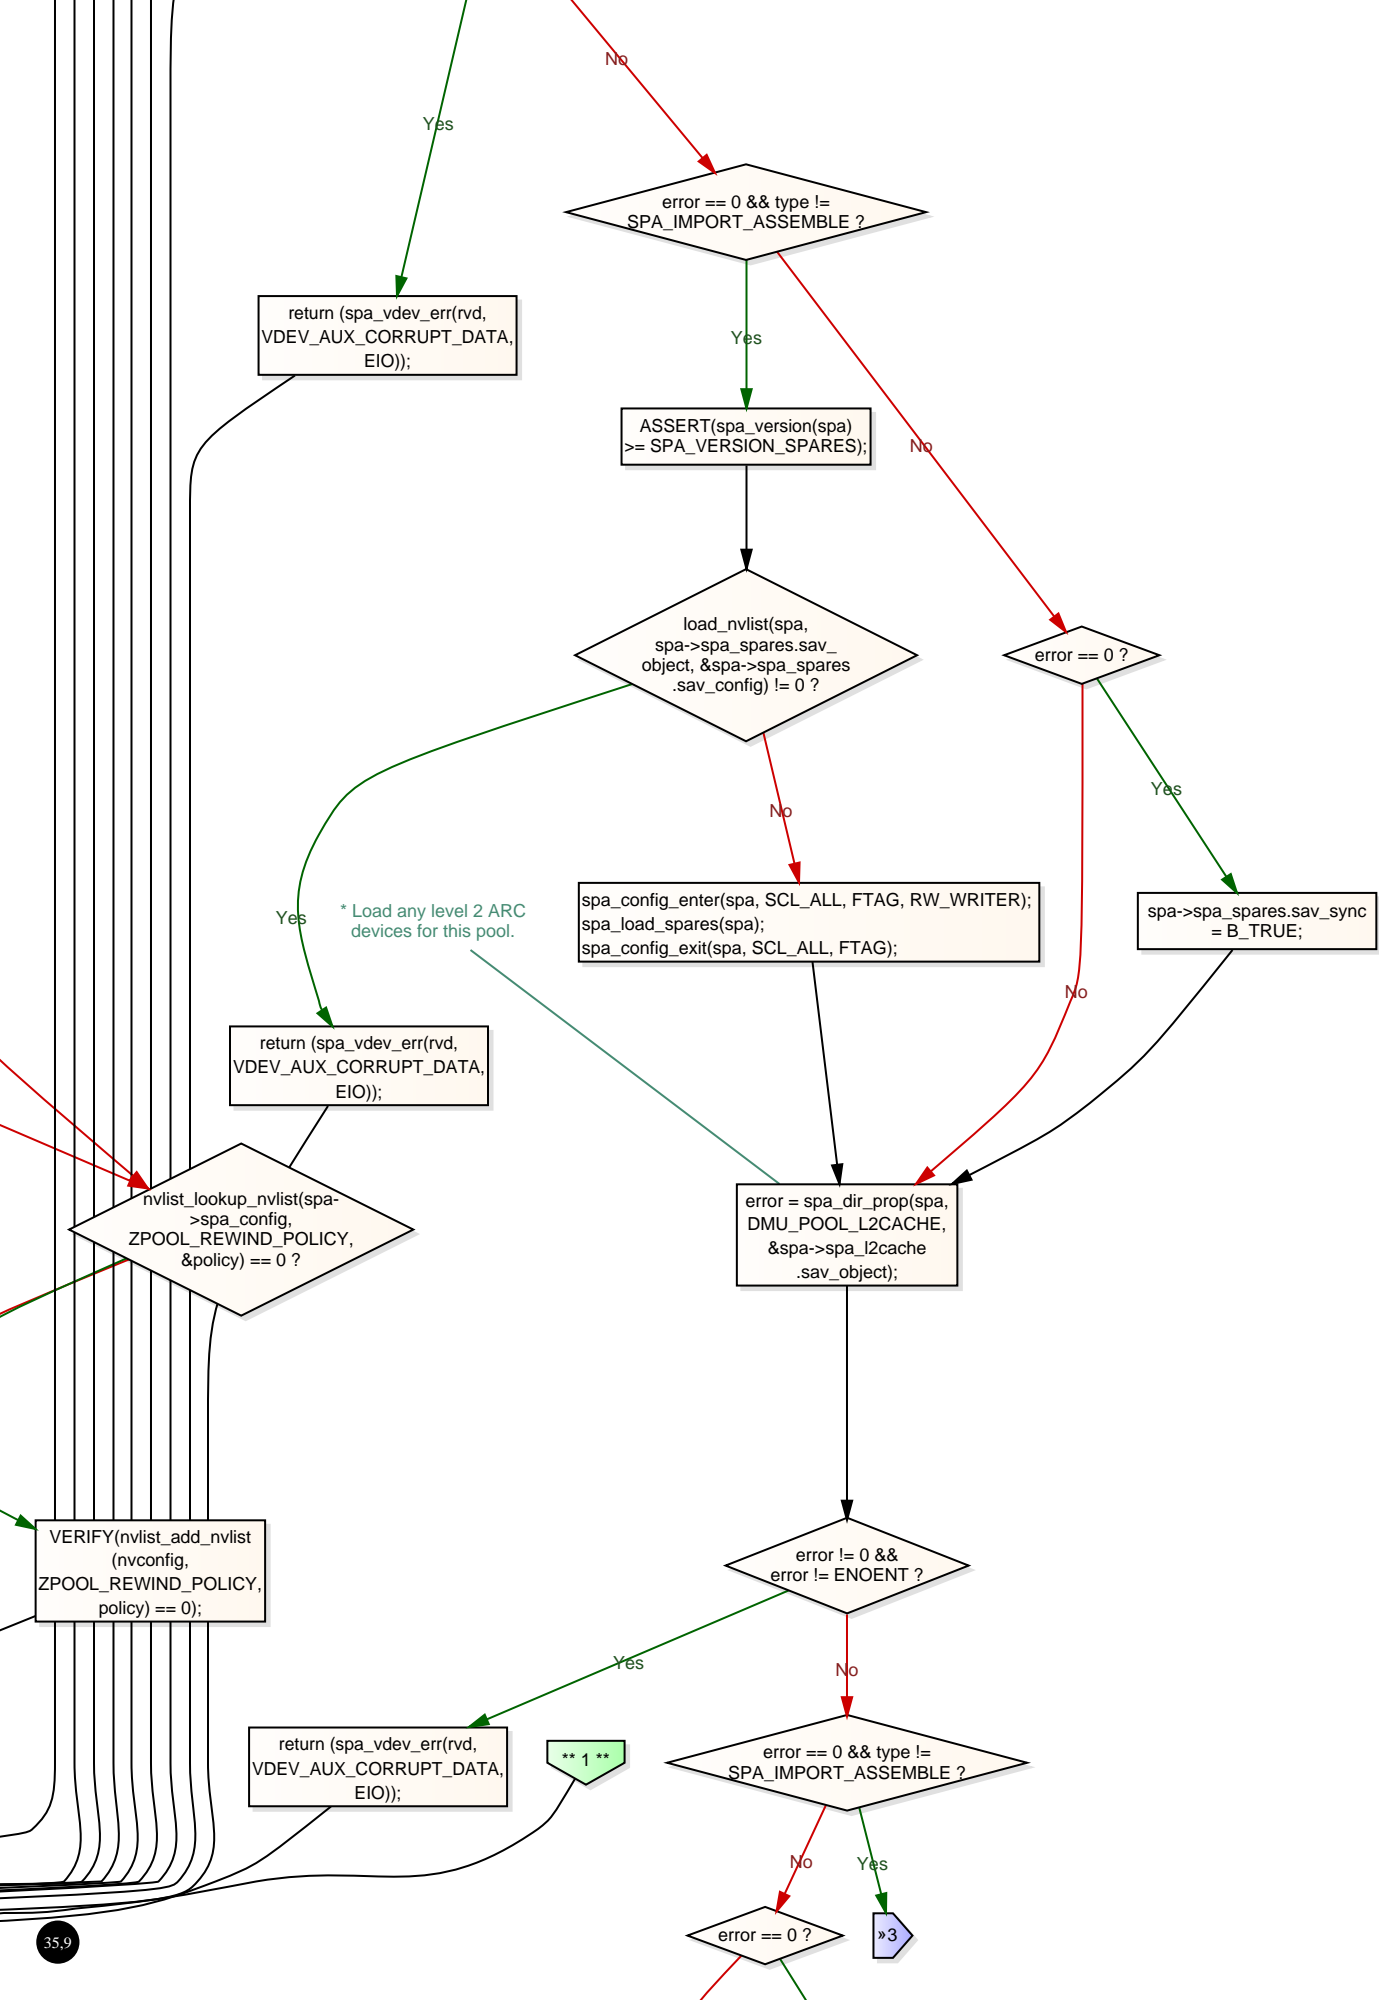 No
Yes
error == 0 && type !=
SPA_IMPORT_ASSEMBLE ?
return (spa_vdev_err(rvd,
VDEV_AUX_CORRUPT_DATA,
EIO));
Yes
ASSERT(spa_version(spa)
>= SPA_VERSION_SPARES);
No
load_nvlist(spa,
spa->spa_spares.sav_
object, &spa->spa_spares
.sav_config) != 0 ?
error == 0 ?
Yes
No
spa_config_enter(spa, SCL_ALL, FTAG, RW_WRITER);
spa_load_spares(spa);
spa_config_exit(spa, SCL_ALL, FTAG);
spa->spa_spares.sav_sync
= B_TRUE;
Yes
* Load any level 2 ARC
devices for this pool.
No
return (spa_vdev_err(rvd,
VDEV_AUX_CORRUPT_DATA,
EIO));
nvlist_lookup_nvlist(spa-
>spa_config,
ZPOOL_REWIND_POLICY,
&policy) == 0 ?
error = spa_dir_prop(spa,
DMU_POOL_L2CACHE,
&spa->spa_l2cache
.sav_object);
VERIFY(nvlist_add_nvlist
(nvconfig,
ZPOOL_REWIND_POLICY,
policy) == 0);
error != 0 &&
error != ENOENT ?
Yes
No
return (spa_vdev_err(rvd,
VDEV_AUX_CORRUPT_DATA,
EIO));
** 1 **
error == 0 && type !=
SPA_IMPORT_ASSEMBLE ?
No
Yes
35,9
error == 0 ?
»3